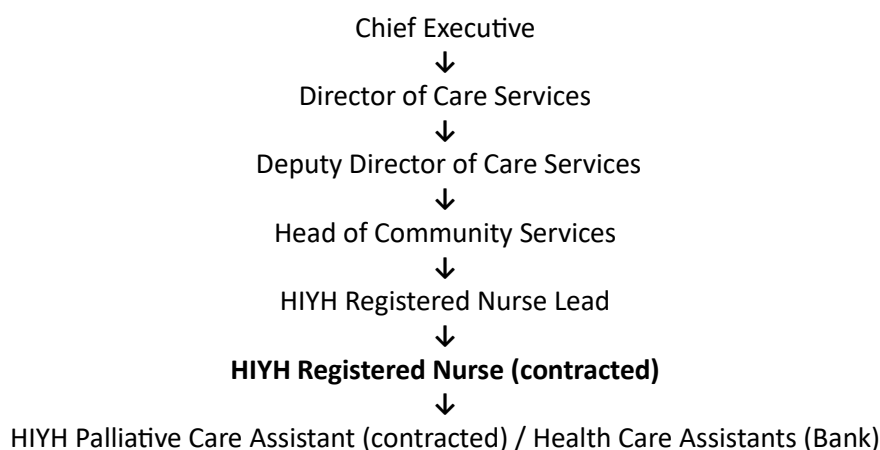 Chief Executive
↓
Director of Care Services
↓
Deputy Director of Care Services
↓
Head of Community Services
↓
HIYH Registered Nurse Lead
↓
HIYH Registered Nurse (contracted)
↓
HIYH Palliative Care Assistant (contracted) / Health Care Assistants (Bank)